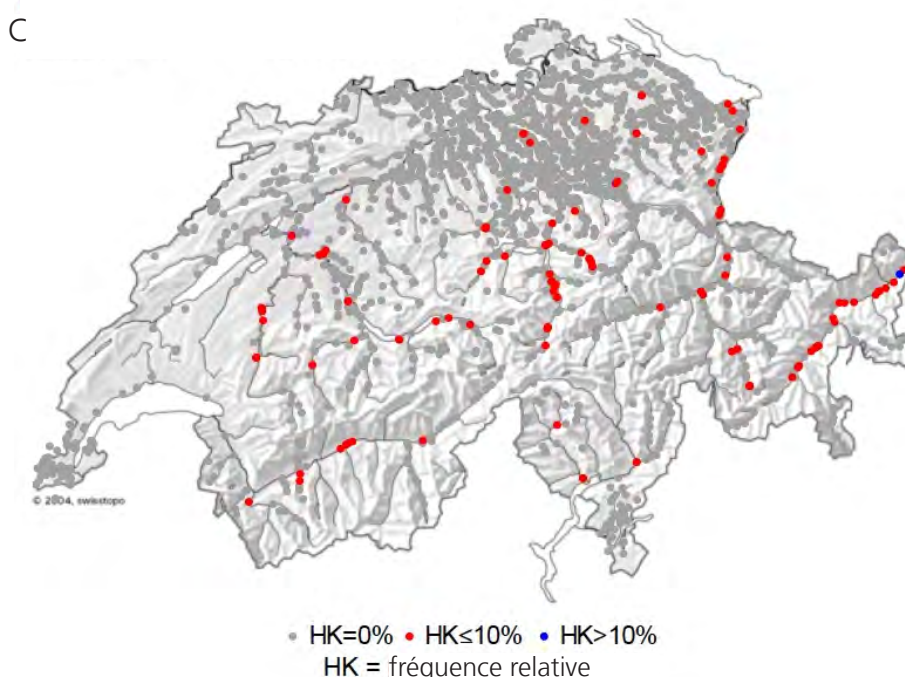 C
© 2004, swisstopo
HK=0% HK≤10% HK>10%
HK = fréquence relative